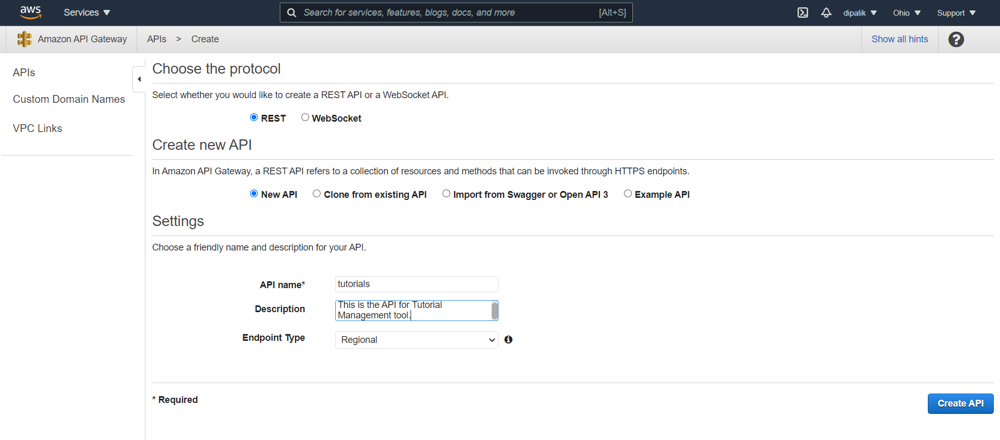 aws Services Search for services, features, blogs, docs, and more [Alt+S] dipalik Ohio Support
Amazon API Gateway APIs > Create Show all hints ?
APIs
Custom Domain Names
VPC Links
Choose the protocol
Select whether you would like to create a REST API or a WebSocket API.
REST WebSocket
Create new API
In Amazon API Gateway, a REST API refers to a collection of resources and methods that can be invoked through HTTPS endpoints.
New API Clone from existing API Import from Swagger or Open API 3 Example API
Settings
Choose a friendly name and description for your API.
API name* tutorials
Description This is the API for Tutorial
Management tool.
Endpoint Type Regional
* Required
Create API